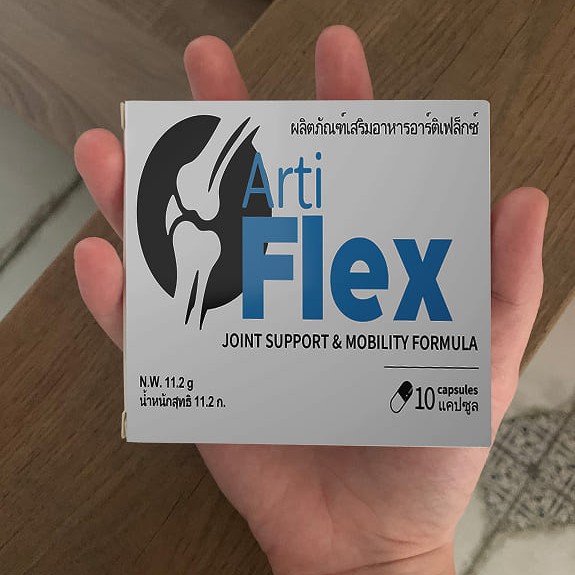 ผลิตภัณฑ์เสริมอาหารอาร์ติเฟล็กซ์
Arti
Flex
JOINT SUPPORT & MOBILITY FORMULA
N.W. 11.2 g
น้ำหนักสุทธิ 11.2 ก.
10 capsules
แคปซูล